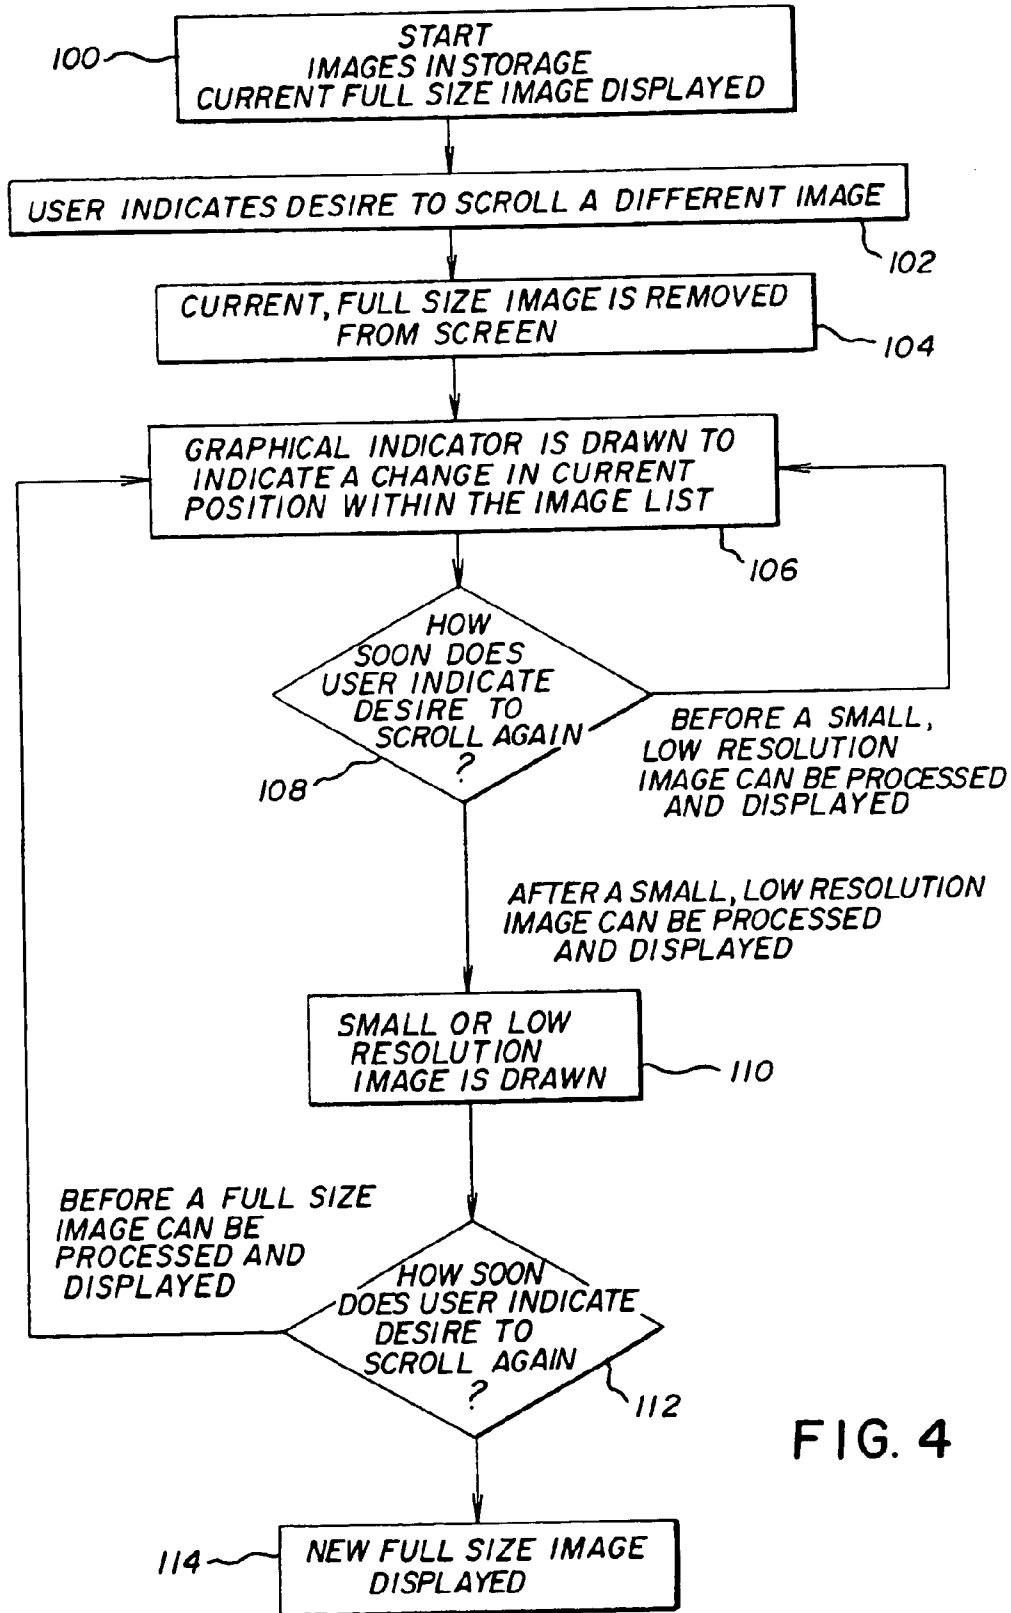 100
START
IMAGES IN STORAGE
CURRENT FULL SIZE IMAGE DISPLAYED
USER INDICATES DESIRE TO SCROLL A DIFFERENT IMAGE
102
CURRENT, FULL SIZE IMAGE IS REMOVED
FROM SCREEN
104
GRAPHICAL INDICATOR IS DRAWN TO
INDICATE A CHANGE IN CURRENT
POSITION WITHIN THE IMAGE LIST
106
HOW
SOON DOES
USER INDICATE
DESIRE TO
SCROLL AGAIN
?
108
BEFORE A SMALL,
LOW RESOLUTION
IMAGE CAN BE PROCESSED
AND DISPLAYED
AFTER A SMALL, LOW RESOLUTION
IMAGE CAN BE PROCESSED
AND DISPLAYED
SMALL OR LOW
RESOLUTION
IMAGE IS DRAWN
110
BEFORE A FULL SIZE
IMAGE CAN BE
PROCESSED AND
DISPLAYED
HOW SOON
DOES USER INDICATE
DESIRE TO
SCROLL AGAIN
?
112
FIG. 4
114
NEW FULL SIZE IMAGE
DISPLAYED